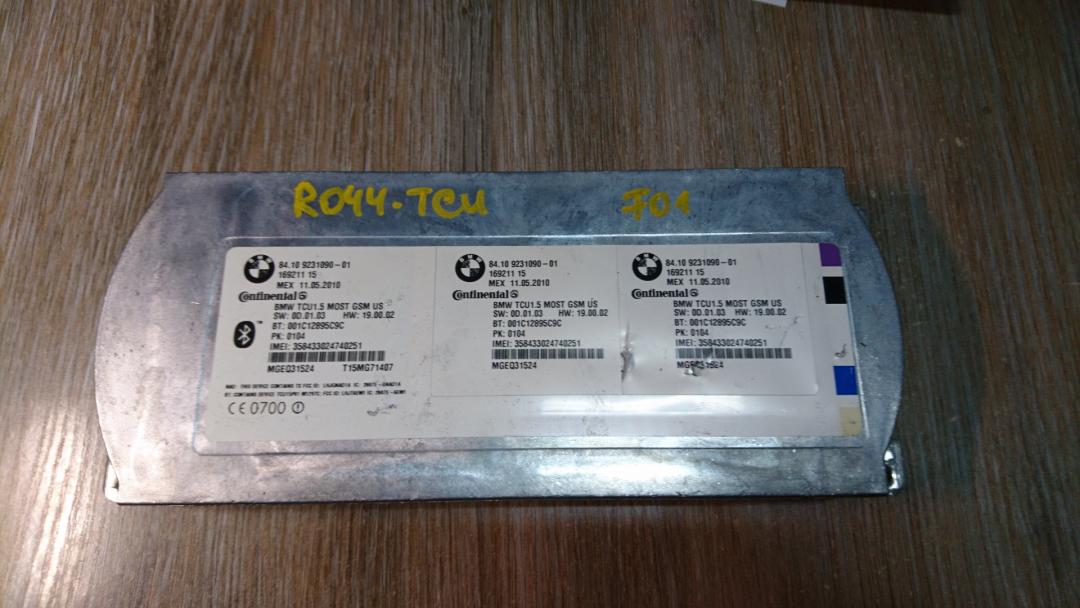 R044.TCU 701
BMW
84.10 9231090-01
169211 15
MEX 11.05.2010
Continental
BMW TCU1.5 MOST GSM US
SW: 0D.01.03 HW: 19.00.02
BT: 001C12895C9C
PK: 0104
IMEI: 358433024740251
MGEQ31524 T15MG71407
CE 0700
BMW
84.10 9231090-01
169211 15
MEX 11.05.2010
Continental
BMW TCU1.5 MOST GSM US
SW: 0D.01.03 HW: 19.00.02
BT: 001C12895C9C
PK: 0104
IMEI: 358433024740251
MGEQ31524
BMW
84.10 9231090-01
169211 15
MEX 11.05.2010
Continental
BMW TCU1.5 MOST GSM US
SW: 0D.01.03 HW: 19.00.02
BT: 001C12895C9C
PK: 0104
IMEI: 358433024740251